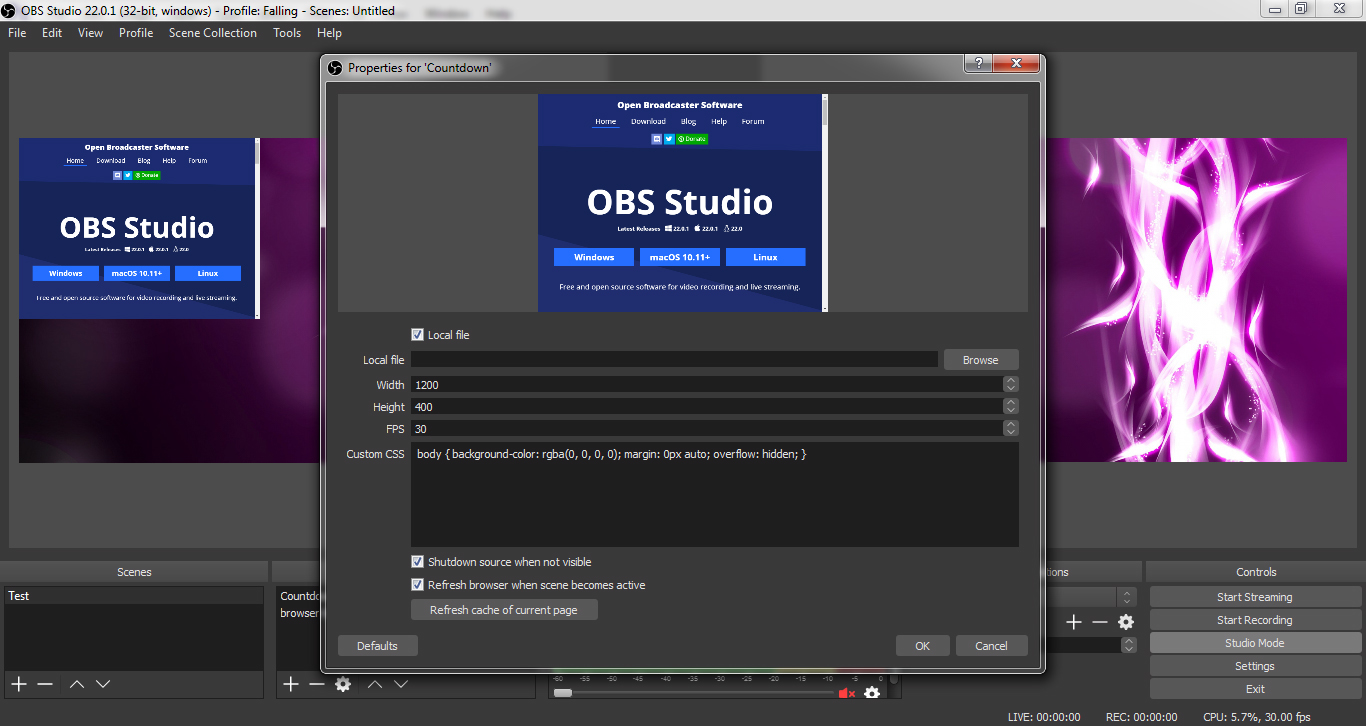 OBS Studio 22.0.1 (32-bit, windows) - Profile: Falling - Scenes: Untitled
File Edit View Profile Scene Collection Tools Help
Properties for 'Countdown'
Open Broadcaster Software
Home Download Blog Help Forum
Donate
OBS Studio
Latest Releases 22.0.1 22.0.1 22.0
Windows macOS 10.11+ Linux
Free and open source software for video recording and live streaming.
Open Broadcaster Software
Home Download Blog Help Forum
Donate
OBS Studio
Latest Releases 22.0.1 22.0.1 22.0
Windows macOS 10.11+ Linux
Free and open source software for video recording and live streaming.
Local file
Local file Browse
Width 1200
Height 400
FPS 30
Custom CSS body { background-color: rgba(0, 0, 0, 0); margin: 0px auto; overflow: hidden; }
Shutdown source when not visible
Refresh browser when scene becomes active
Refresh cache of current page
Defaults OK Cancel
Scenes
Test
Countd
browser
-60 -55 -50 -45 -40 -35 -30 -25 -20 -15 -10 -5 0
ions
Controls
Start Streaming
Start Recording
Studio Mode
Settings
Exit
LIVE: 00:00:00 REC: 00:00:00 CPU: 5.7%, 30.00 fps